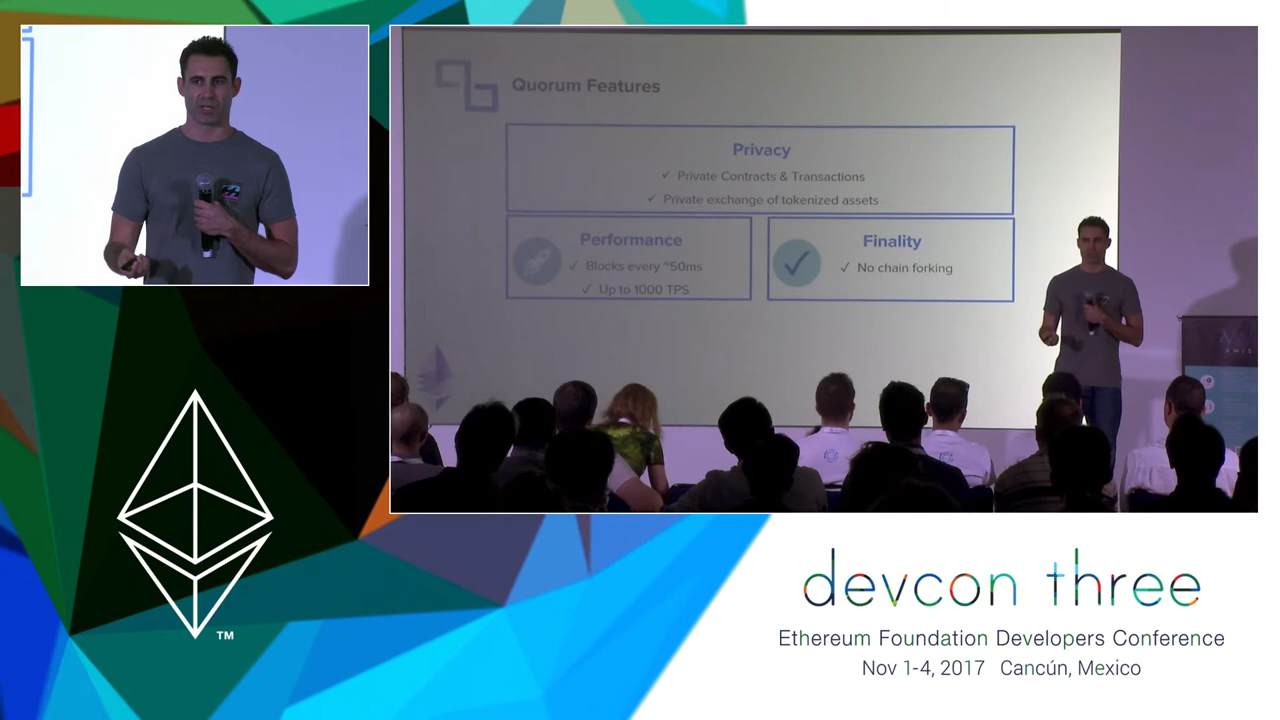 Quorum Features
Privacy
✓ Private Contracts & Transactions
✓ Private exchange of tokenized assets
Performance
✓ Blocks every ~50ms
✓ Up to 1000 TPS
Finality
✓ No chain forking
AMIS
TM
devcon three
Ethereum Foundation Developers Conference
Nov 1-4, 2017 Cancún, Mexico